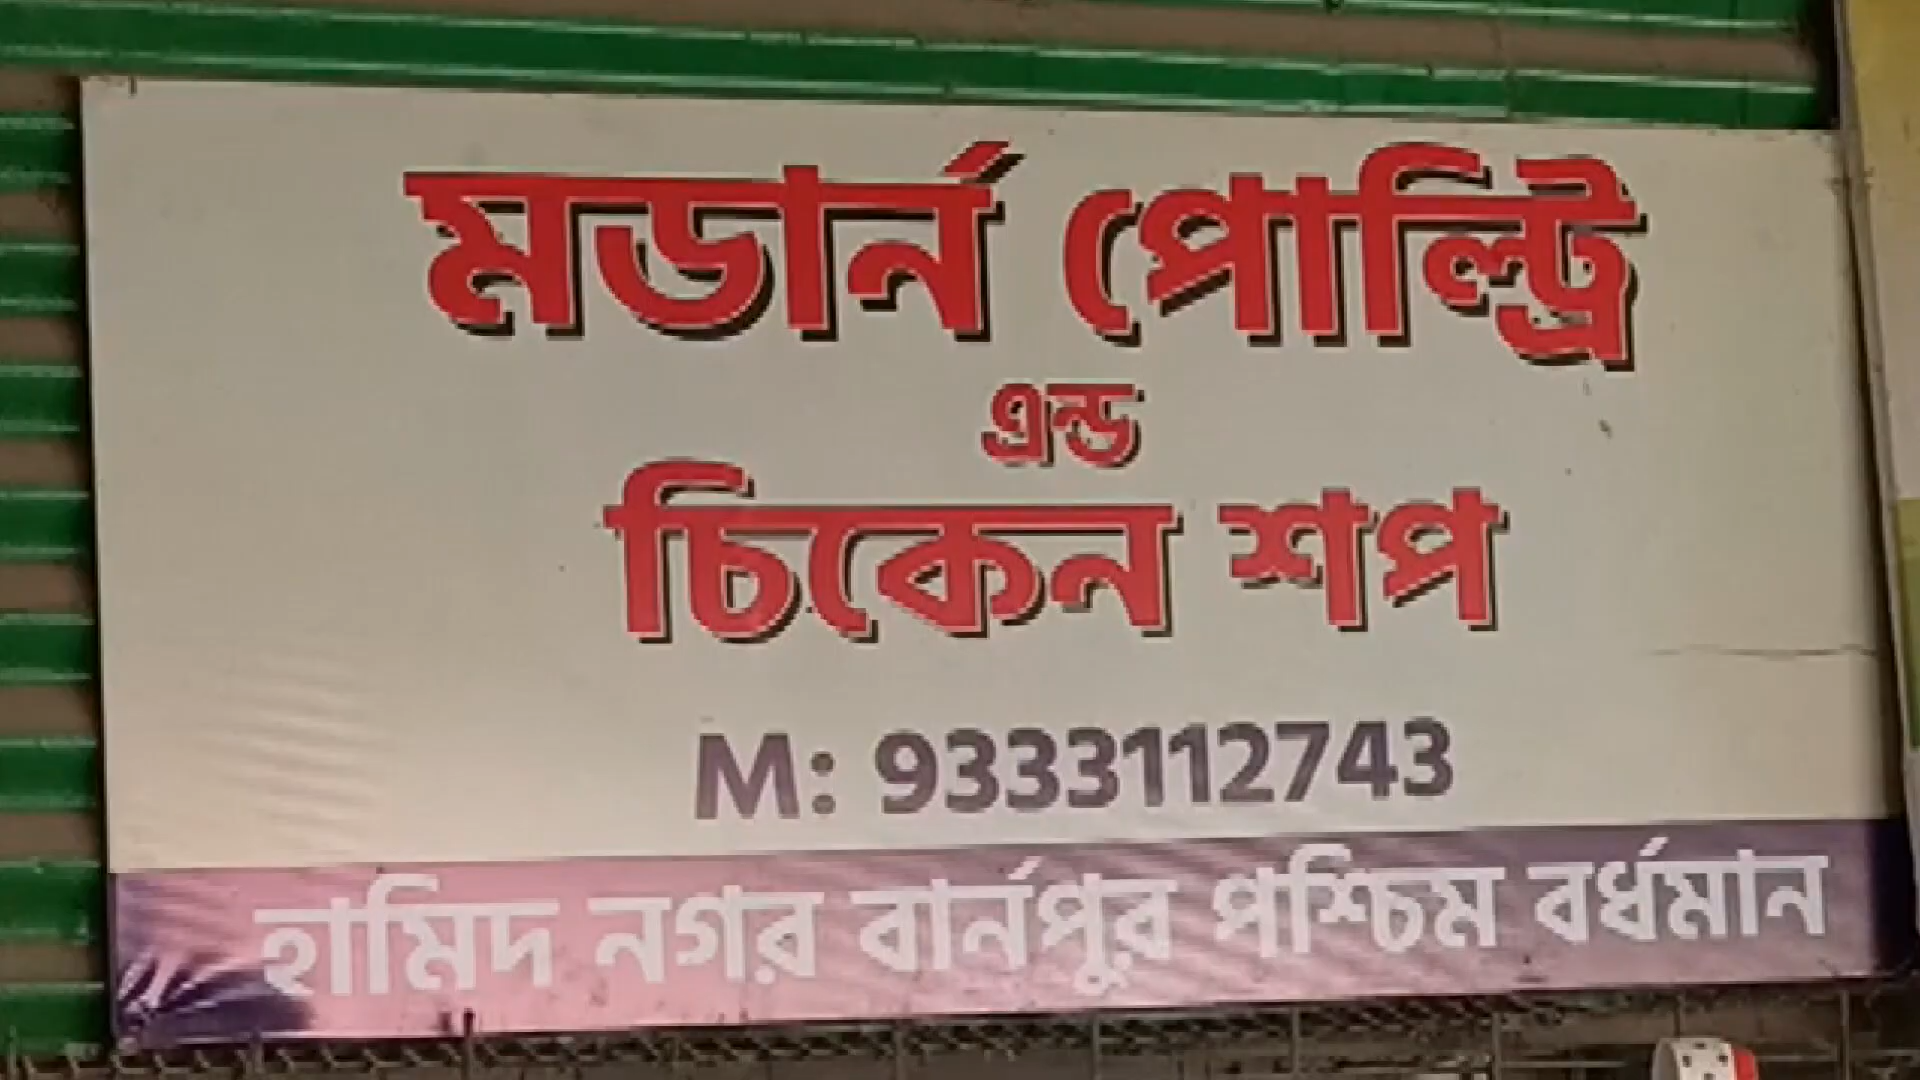 মডার্ন পোল্ট্রি
এন্ড
চিকেন শপ
M: 9333112743
হামিদ নগর বার্নপুর পশ্চিম বর্ধমান